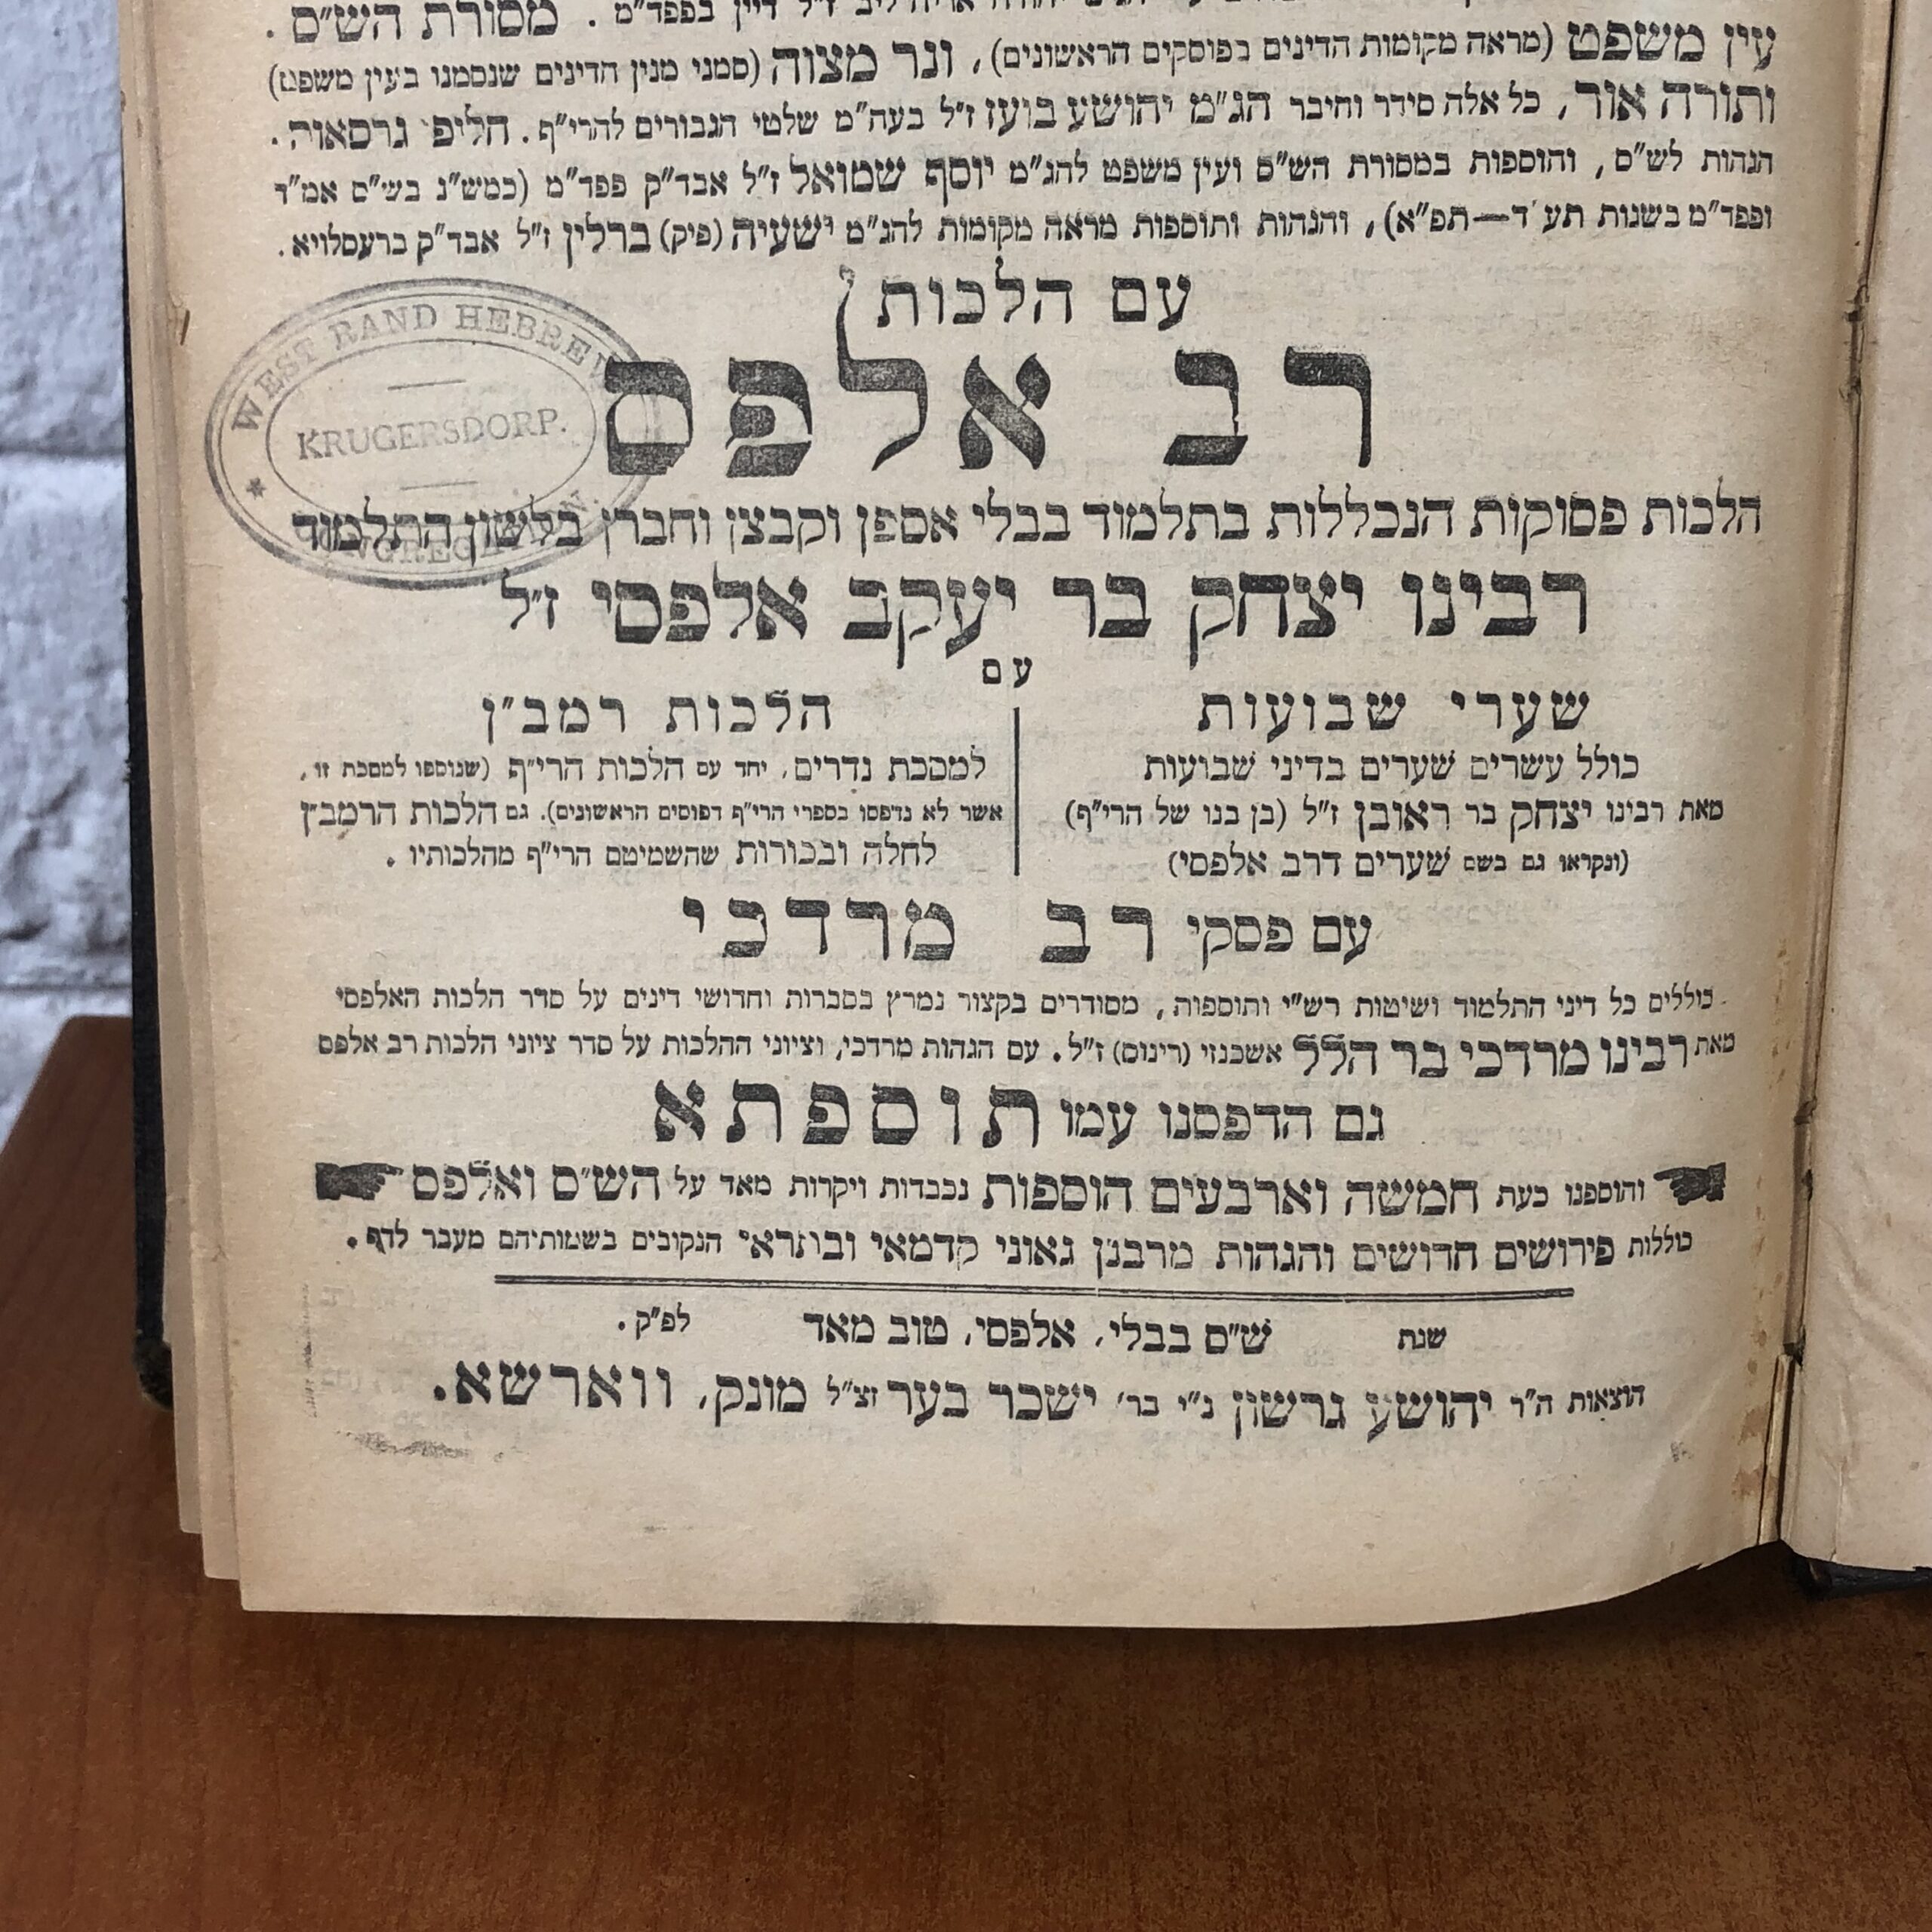 דיין בפפד"מ . מסורת הש"ס .
עין משפט (מראה מקומות הדינים בפוסקים הראשונים), ונר מצוה (סמני מנין הדינים שנסמנו בעין משפט)
ותורה אור, כל אלה סידר וחיבר הג"מ יהושע בועז ז"ל בעה"מ שלטי הגבורים להרי"ף. חליפי גרסאות.
הגהות לש"ס, והוספות במסורת הש"ס ועין משפט להג"מ יוסף שמואל ז"ל אבד"ק פפד"מ (כמש"נ בש"ס אמ"ד
ופפד"מ בשנות תע"ד—תפ"א), והגהות ותוספות מראה מקומות להג"מ ישעיה (פיק) ברלין ז"ל אבד"ק ברעסלויא.
עם הלכות
רב אלפס
WEST RAND HEBREW
KRUGERSDORP.
הלכות פסוקות הנכללות בתלמוד בבלי אספן וקבצן וחברן בלשון התלמוד
רבינו יצחק בר יעקב אלפסי ז"ל
עם
שערי שבועות
כולל עשרים שערים בדיני שבועות
מאת רבינו יצחק בר ראובן ז"ל (בן בנו של הרי"ף)
(ונקראו גם בשם שערים דרב אלפסי)
הלכות רמב"ן
למסכת נדרים, יחד עם הלכות הרי"ף (שנוספו למסכת זו,
אשר לא נדפסו בספרי הרי"ף דפוסים הראשונים). גם הלכות הרמב"ן
לחלה ובכורות שהשמיטם הרי"ף מהלכותיו .
עם פסקי רב מרדכי
כוללים כל דיני התלמוד ושיטות רש"י ותוספות, מסודרים בקצור נמרץ בסברות וחדושי דינים על סדר הלכות האלפסי
מאת רבינו מרדכי בר הלל אשכנזי (רינוס) ז"ל. עם הגהות מרדכי, וציוני ההלכות על סדר ציוני הלכות רב אלפס
גם הדפסנו עמו תוספתא
והוספנו כעת חמשה וארבעים הוספות נכבדות ויקרות מאד על הש"ס ואלפס
כוללות פירושים חדושים והגהות מרבנן גאוני קדמאי ובתראי הנקובים בשמותיהם מעבר לדף.
שנת ש"ס בבלי, אלפסי, טוב מאד לפ"ק.
הוצאות ה"ר יהושע גרשון נ"י בר' ישכר בער זצ"ל מונק, ווארשא.